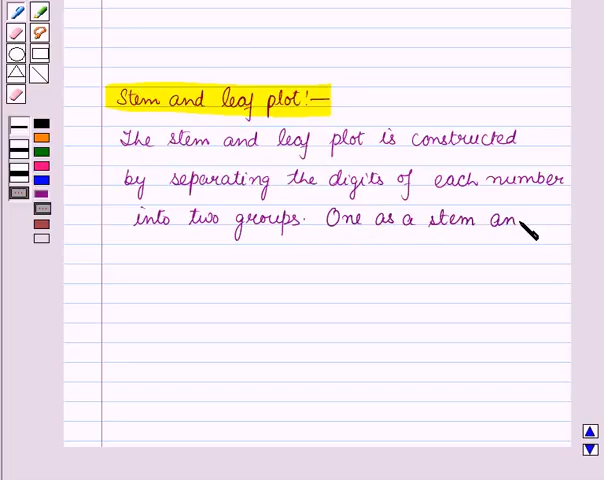 Stem and leaf plot:-
The stem and leaf plot is constructed
by separating the digits of each number
into two groups. One as a stem an